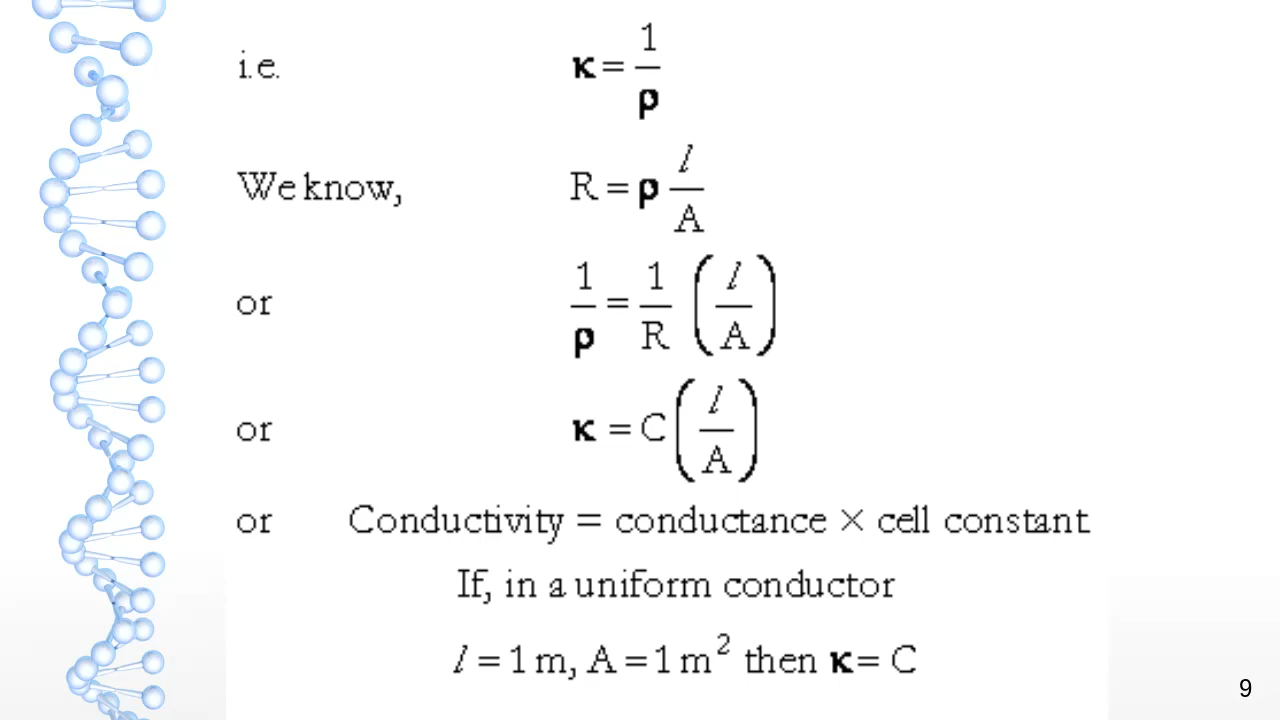 i.e. κ = 1/ρ
We know, R = ρ l/A
or 1/ρ = 1/R (l/A)
or κ = C (l/A)
or Conductivity = conductance × cell constant
If, in a uniform conductor
l = 1 m, A = 1 m² then κ = C
9